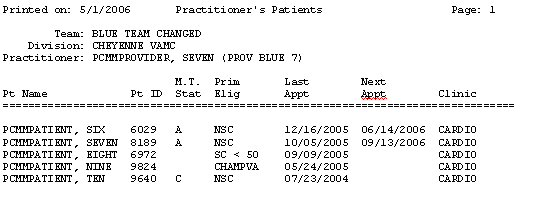 Printed on: 5/1/2006 Practitioner's Patients Page: 1
Team: BLUE TEAM CHANGED
Division: CHEYENNE VAMC
Practitioner: PCMMPROVIDER, SEVEN (PROV BLUE 7)
M.T. Prim Last Next
Pt Name Pt ID Stat Elig Appt Appt Clinic
================================================================
PCMMPATIENT, SIX 6029 A NSC 12/16/2005 06/14/2006 CARDIO
PCMMPATIENT, SEVEN 8189 A NSC 10/05/2005 09/13/2006 CARDIO
PCMMPATIENT, EIGHT 6972 SC < 50 09/09/2005 CARDIO
PCMMPATIENT, NINE 9824 CHAMPVA 05/24/2005 CARDIO
PCMMPATIENT, TEN 9640 C NSC 07/23/2004 CARDIO